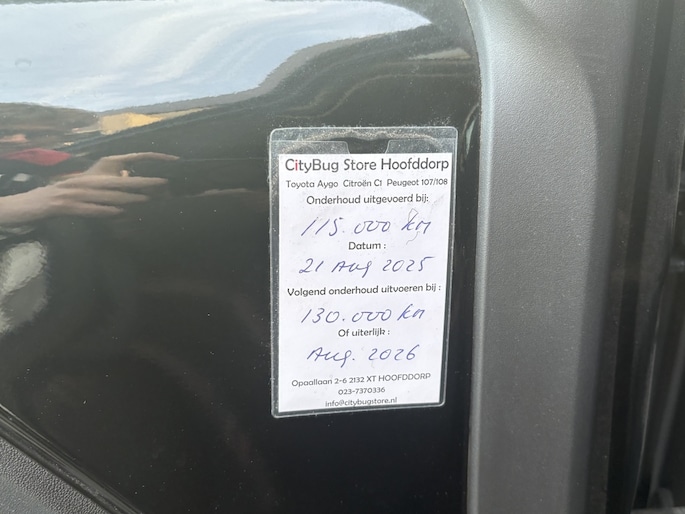 CityBug Store Hoofddorp
Toyota Aygo Citroën C1 Peugeot 107/108
Onderhoud uitgevoerd bij:
115.000 km
Datum :
21 Aug 2025
Volgend onderhoud uitvoeren bij :
130.000 km
Of uiterlijk :
Aug. 2026
Opaallaan 2-6 2132 XT HOOFDDORP
023-7370336
info@citybugstore.nl